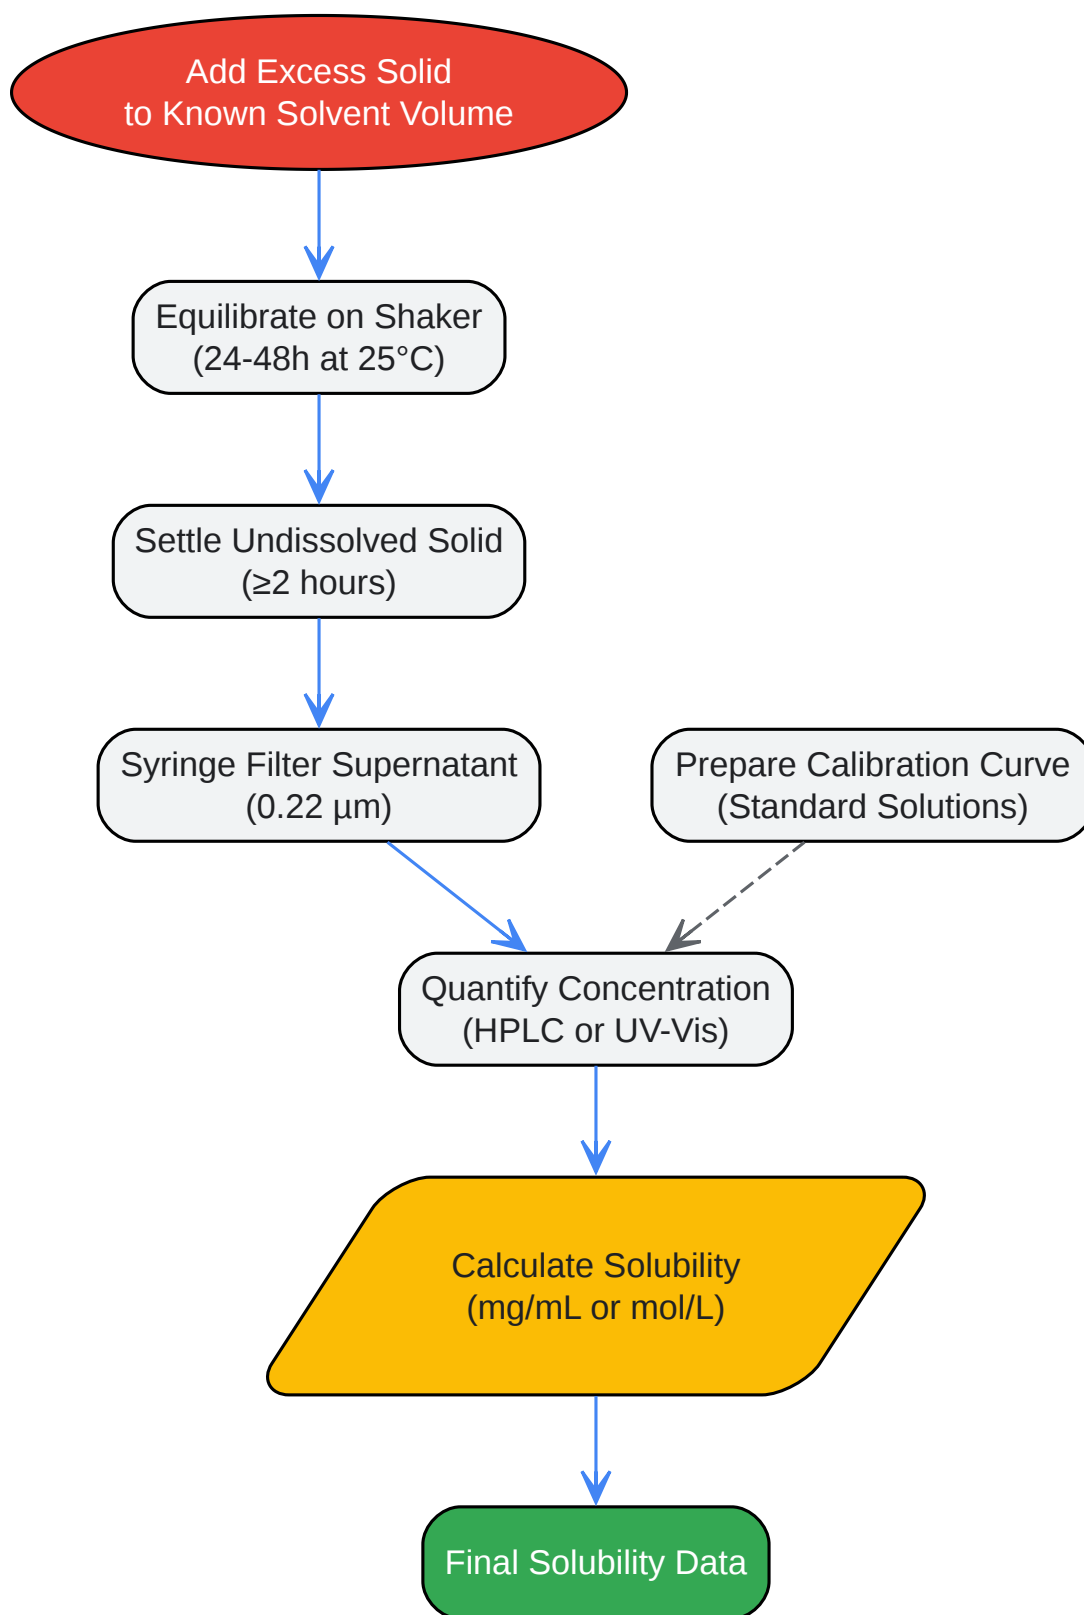 Add Excess Solid
to Known Solvent Volume
Equilibrate on Shaker
(24-48h at 25°C)
Settle Undissolved Solid
(≥2 hours)
Syringe Filter Supernatant
(0.22 µm)
Prepare Calibration Curve
(Standard Solutions)
Quantify Concentration
(HPLC or UV-Vis)
Calculate Solubility
(mg/mL or mol/L)
Final Solubility Data